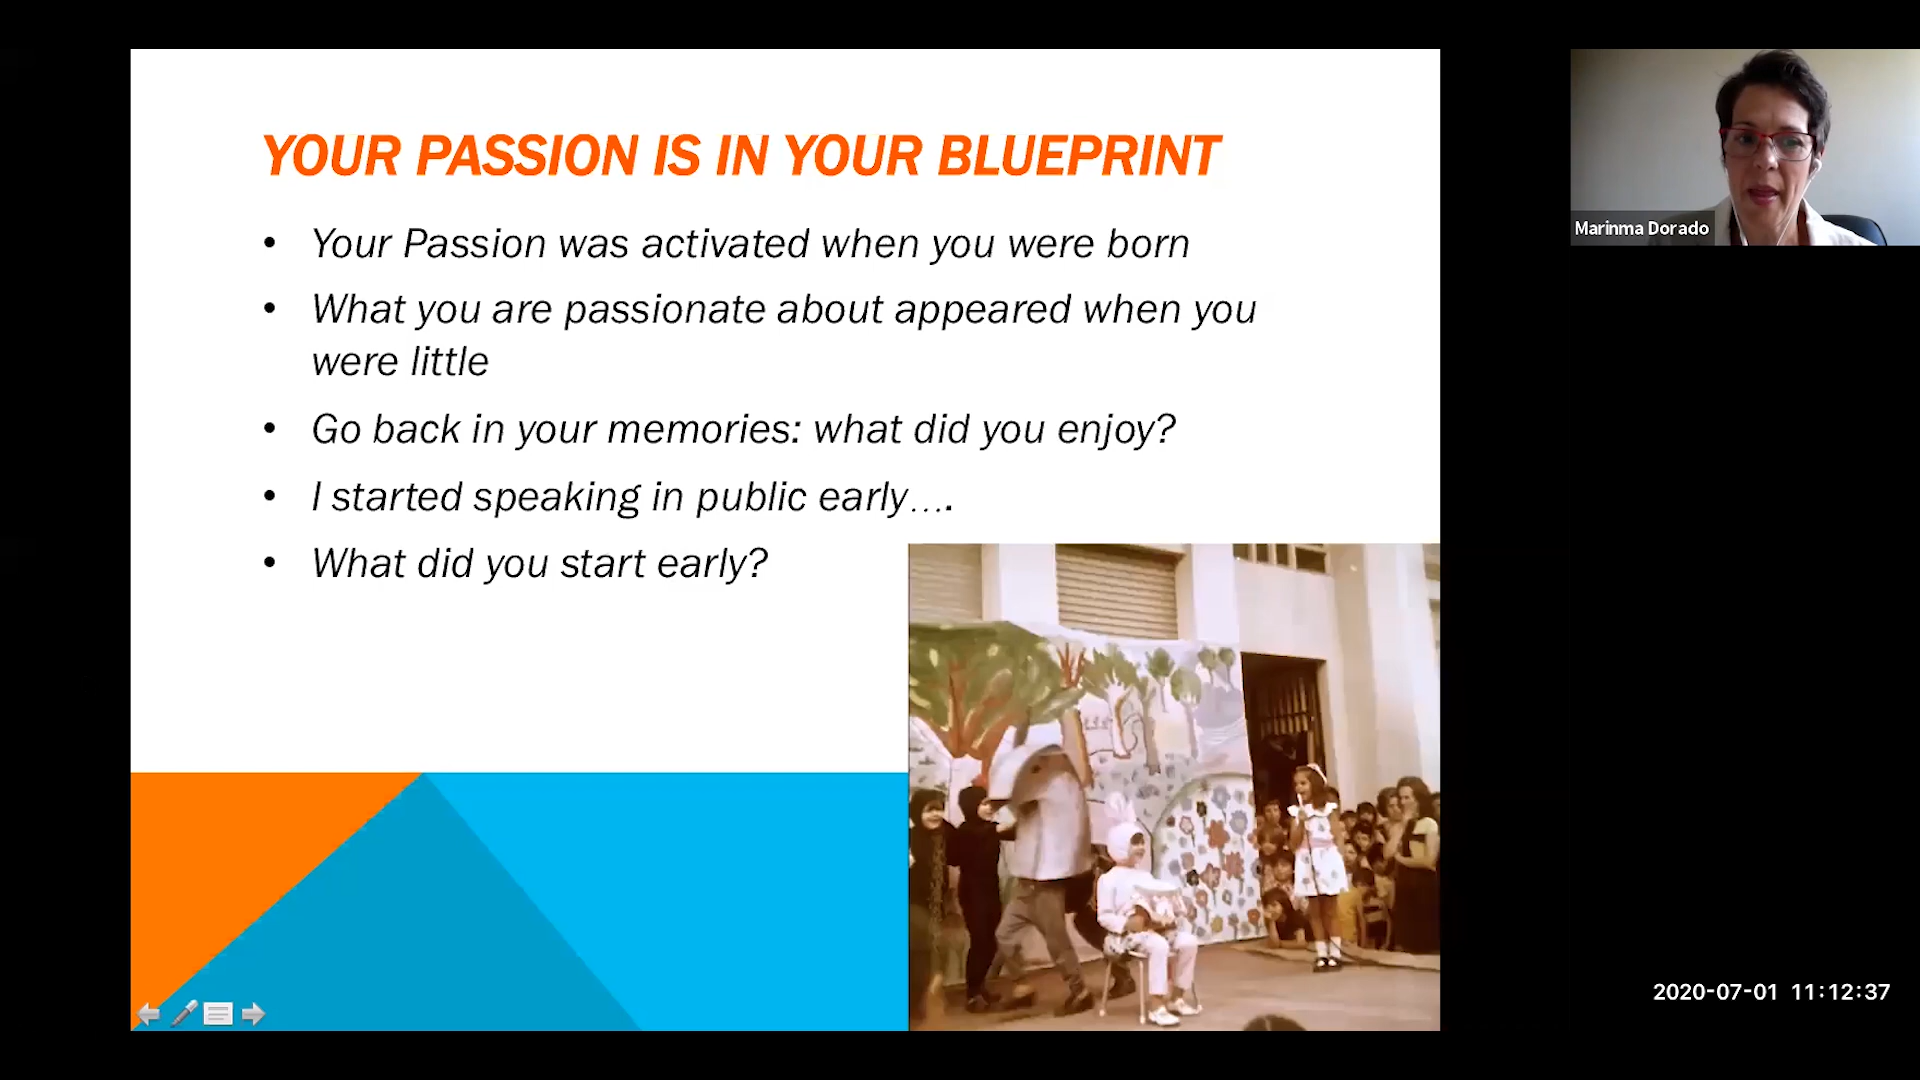 YOUR PASSION IS IN YOUR BLUEPRINT
• Your Passion was activated when you were born
• What you are passionate about appeared when you
were little
• Go back in your memories: what did you enjoy?
• I started speaking in public early….
• What did you start early?
Marinma Dorado
2020-07-01 11:12:37